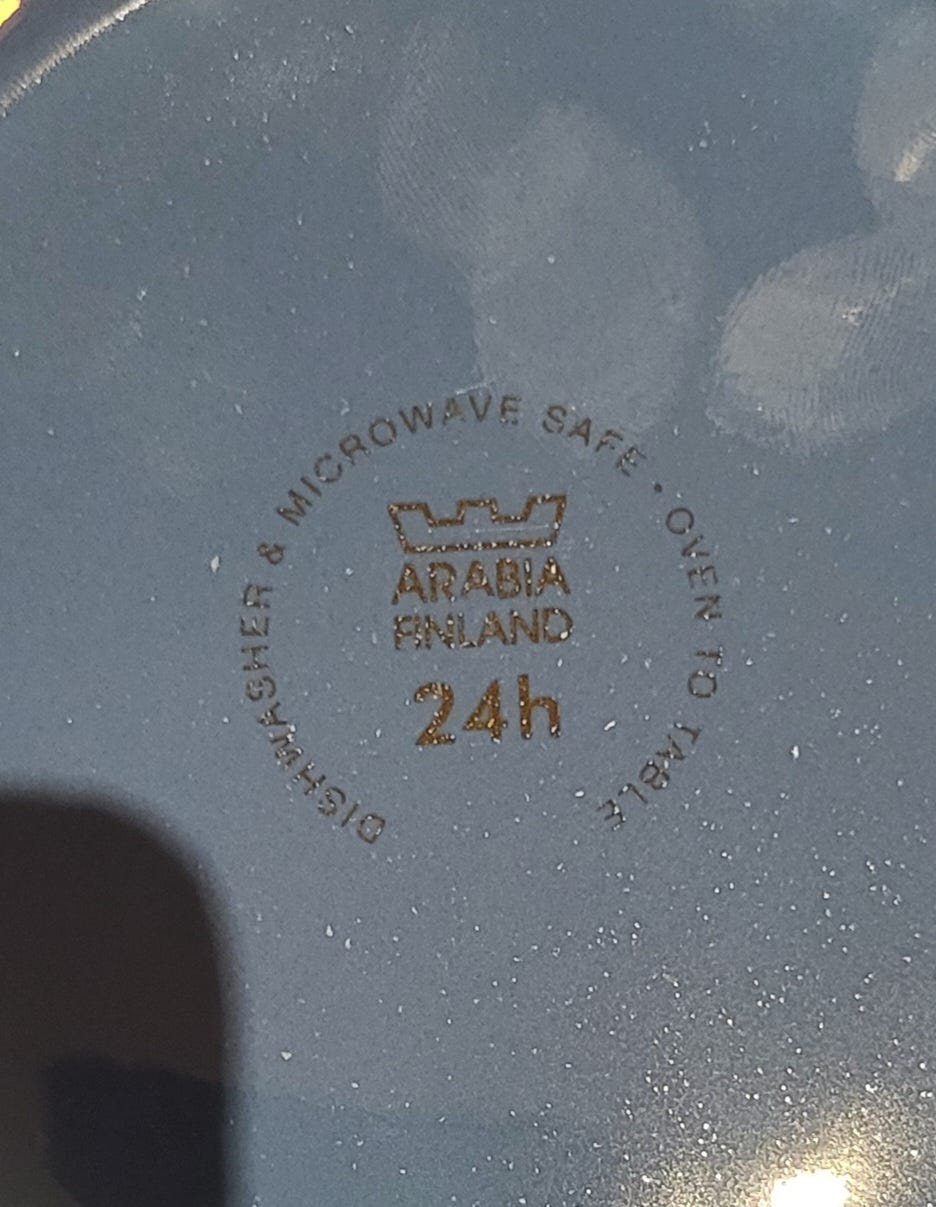 DISHWASHER & MICROWAVE SAFE • OVEN TO TABLE
ARABIA
FINLAND
24h